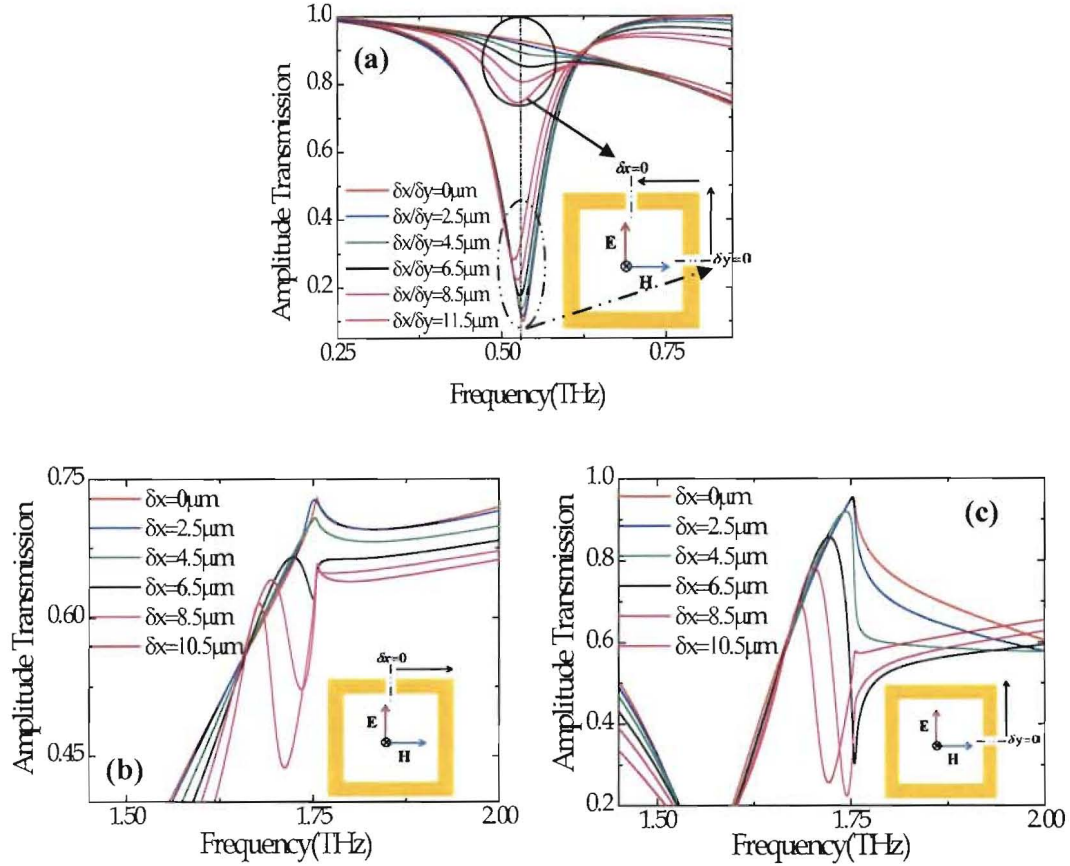 1.0
0.8
0.6
0.4
0.2
Amplitude Transmission
(a)
δx/δy=0µm
δx/δy=2.5µm
δx/δy=4.5µm
δx/δy=6.5µm
δx/δy=8.5µm
δx/δy=11.5µm
δx=0
E
H
δy=0
0.25
0.50
0.75
Frequency(THz)
0.75
0.60
0.45
Amplitude Transmission
δx=0µm
δx=2.5µm
δx=4.5µm
δx=6.5µm
δx=8.5µm
δx=10.5µm
δx=0
E
H
(b)
1.50
1.75
2.00
Frequency(THz)
1.0
0.8
0.6
0.4
0.2
Amplitude Transmission
δx=0µm
δx=2.5µm
δx=4.5µm
δx=6.5µm
δx=8.5µm
δx=10.5µm
(c)
E
H
δy=0
1.50
1.75
2.00
Frequency(THz)